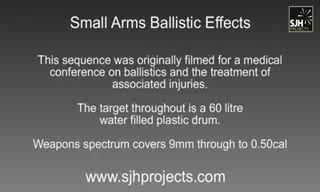 Small Arms Ballistic Effects
SJH
PROJECTS
This sequence was originally filmed for a medical
conference on ballistics and the treatment of
associated injuries.
The target throughout is a 60 litre
water filled plastic drum.
Weapons spectrum covers 9mm through to 0.50cal
www.sjhprojects.com